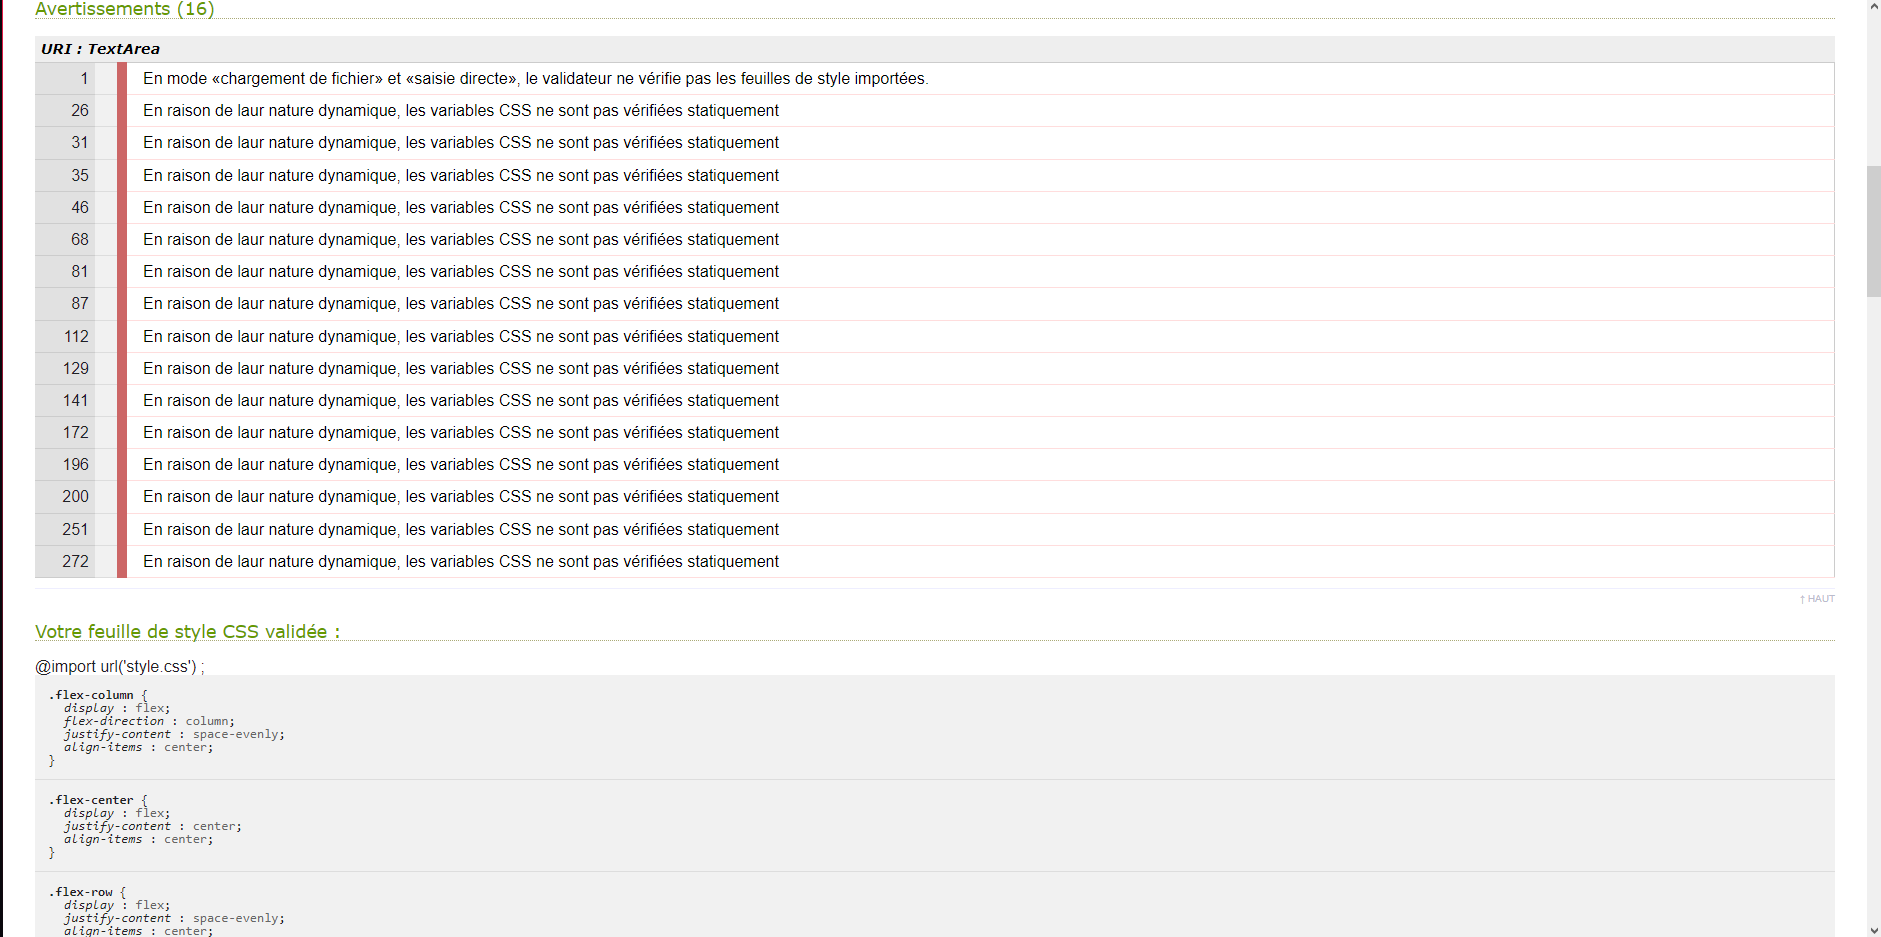 Avertissements (16)
URI : TextArea
1 En mode «chargement de fichier» et «saisie directe», le validateur ne vérifie pas les feuilles de style importées.
26 En raison de laur nature dynamique, les variables CSS ne sont pas vérifiées statiquement
31 En raison de laur nature dynamique, les variables CSS ne sont pas vérifiées statiquement
35 En raison de laur nature dynamique, les variables CSS ne sont pas vérifiées statiquement
46 En raison de laur nature dynamique, les variables CSS ne sont pas vérifiées statiquement
68 En raison de laur nature dynamique, les variables CSS ne sont pas vérifiées statiquement
81 En raison de laur nature dynamique, les variables CSS ne sont pas vérifiées statiquement
87 En raison de laur nature dynamique, les variables CSS ne sont pas vérifiées statiquement
112 En raison de laur nature dynamique, les variables CSS ne sont pas vérifiées statiquement
129 En raison de laur nature dynamique, les variables CSS ne sont pas vérifiées statiquement
141 En raison de laur nature dynamique, les variables CSS ne sont pas vérifiées statiquement
172 En raison de laur nature dynamique, les variables CSS ne sont pas vérifiées statiquement
196 En raison de laur nature dynamique, les variables CSS ne sont pas vérifiées statiquement
200 En raison de laur nature dynamique, les variables CSS ne sont pas vérifiées statiquement
251 En raison de laur nature dynamique, les variables CSS ne sont pas vérifiées statiquement
272 En raison de laur nature dynamique, les variables CSS ne sont pas vérifiées statiquement
↑ HAUT
Votre feuille de style CSS validée :
@import url('style.css') ;
.flex-column {
display : flex;
flex-direction : column;
justify-content : space-evenly;
align-items : center;
}
.flex-center {
display : flex;
justify-content : center;
align-items : center;
}
.flex-row {
display : flex;
justify-content : space-evenly;
align-items : center;